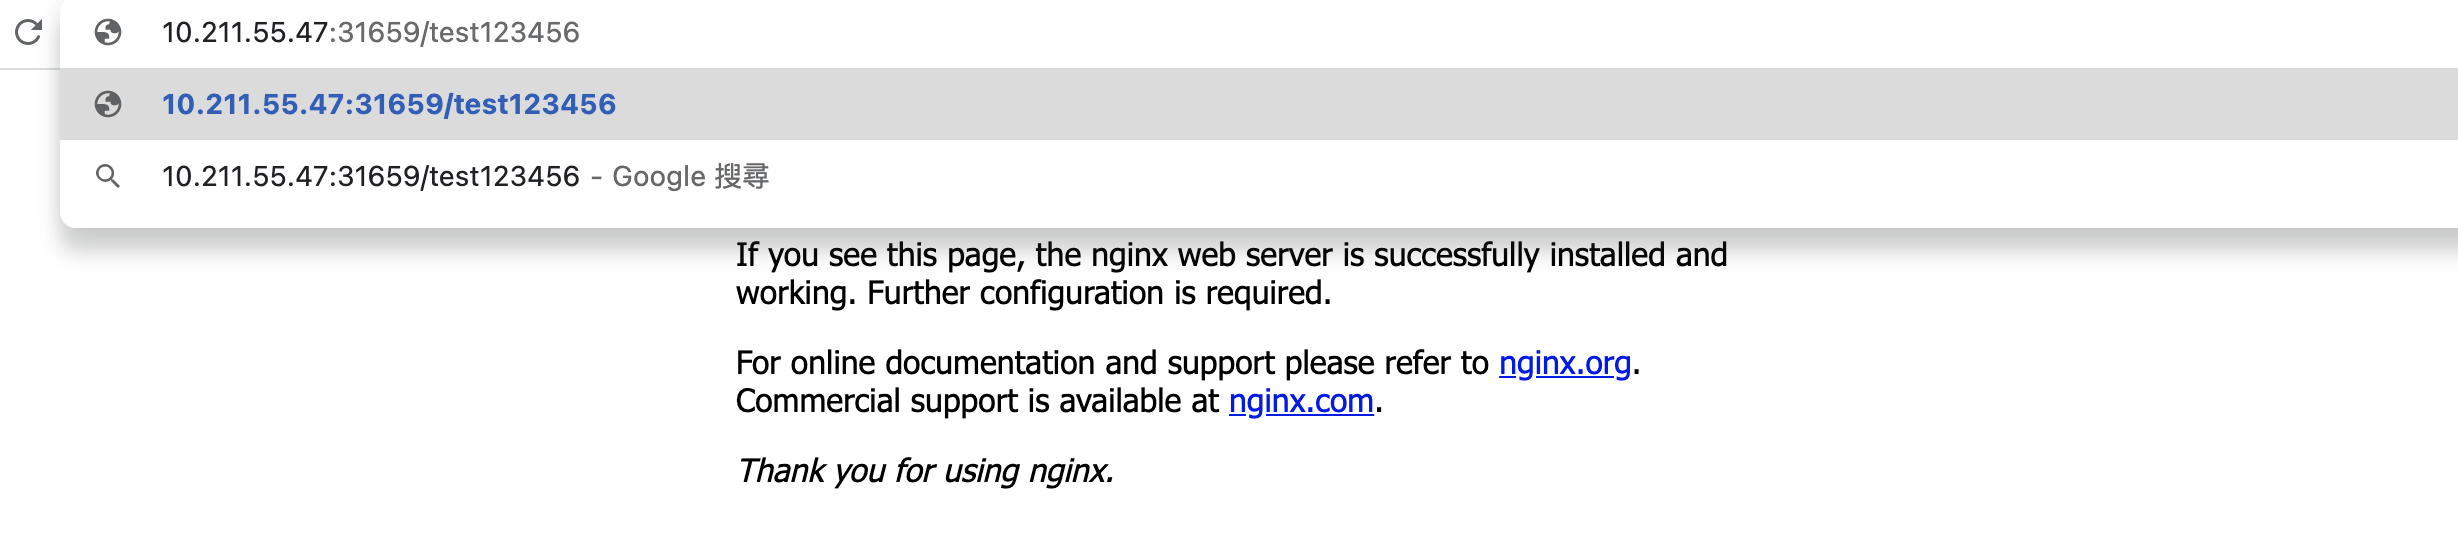 10.211.55.47:31659/test123456
10.211.55.47:31659/test123456
10.211.55.47:31659/test123456 - Google 搜尋
If you see this page, the nginx web server is successfully installed and
working. Further configuration is required.
For online documentation and support please refer to nginx.org.
Commercial support is available at nginx.com.
Thank you for using nginx.